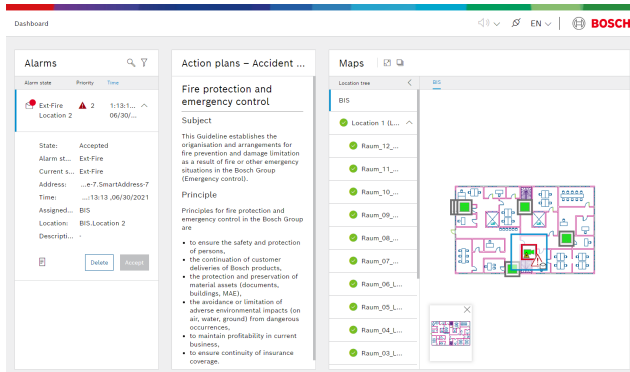 Dashboard
EN
BOSCH
Alarms
Alarm state Priority Time
Ext-Fire 2 1:13:1...
Location 2 06/30/...
State: Accepted
Alarm st... Ext-Fire
Current s... Ext-Fire
Address: ...e-7.SmartAddress-7
Time: ...:13:13 ,06/30/2021
Assigned... BIS
Location: BIS.Location 2
Descripti... -
Delete Accept
Action plans – Accident ...
Fire protection and
emergency control
Subject
This Guideline establishes the
origanisation and arrangements for
fire prevention and damage limitation
as a result of fire or other emergency
situations in the Bosch Group
(Emergency control).
Principle
Principles for fire protection and
emergency control in the Bosch Group
are
• to ensure the safety and protection
of persons,
• the continuation of customer
deliveries of Bosch products,
• the protection and preservation of
material assets (documents,
buildings, MAE),
• the avoidance or limitation of
adverse environmental impacts (on
air, water, ground) from dangerous
occurrences,
• to maintain profitability in current
business,
• to ensure continuity of insurance
coverage.
Maps
Location tree
BIS
BIS
Location 1 (L...
Raum_12_...
Raum_11_...
Raum_10_...
Raum_09_...
Raum_08_...
Raum_07_...
Raum_06_L...
Raum_05_L...
Raum_04_L...
Raum_03_L...